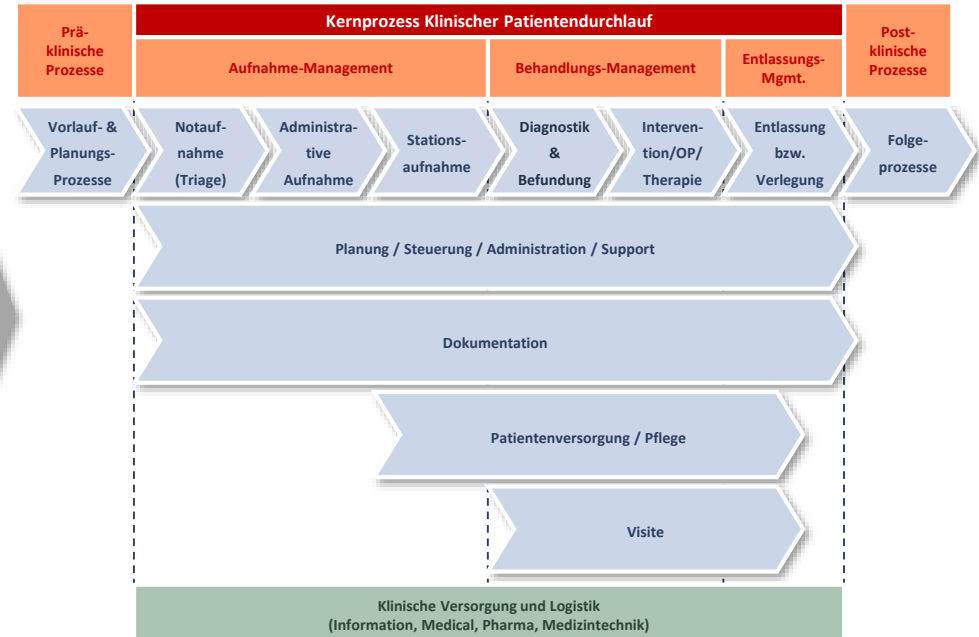 Prä-
klinische
Prozesse
Kernprozess Klinischer Patientendurchlauf
Post-
klinische
Prozesse
Aufnahme-Management
Behandlungs-Management
Entlassungs-
Mgmt.
Vorlauf- &
Planungs-
Prozesse
Notauf-
nahme
(Triage)
Administra-
tive
Aufnahme
Stations-
aufnahme
Diagnostik
&
Befundung
Interven-
tion/OP/
Therapie
Entlassung
bzw.
Verlegung
Folge-
prozesse
Planung / Steuerung / Administration / Support
Dokumentation
Patientenversorgung / Pflege
Visite
Klinische Versorgung und Logistik
(Information, Medical, Pharma, Medizintechnik)